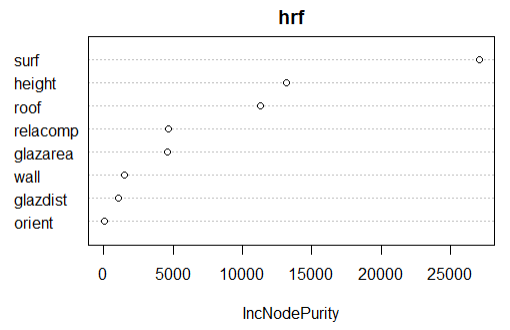 hrf
surf
height
roof
relacomp
glazarea
wall
glazdist
orient
0 5000 10000 15000 20000 25000
IncNodePurity